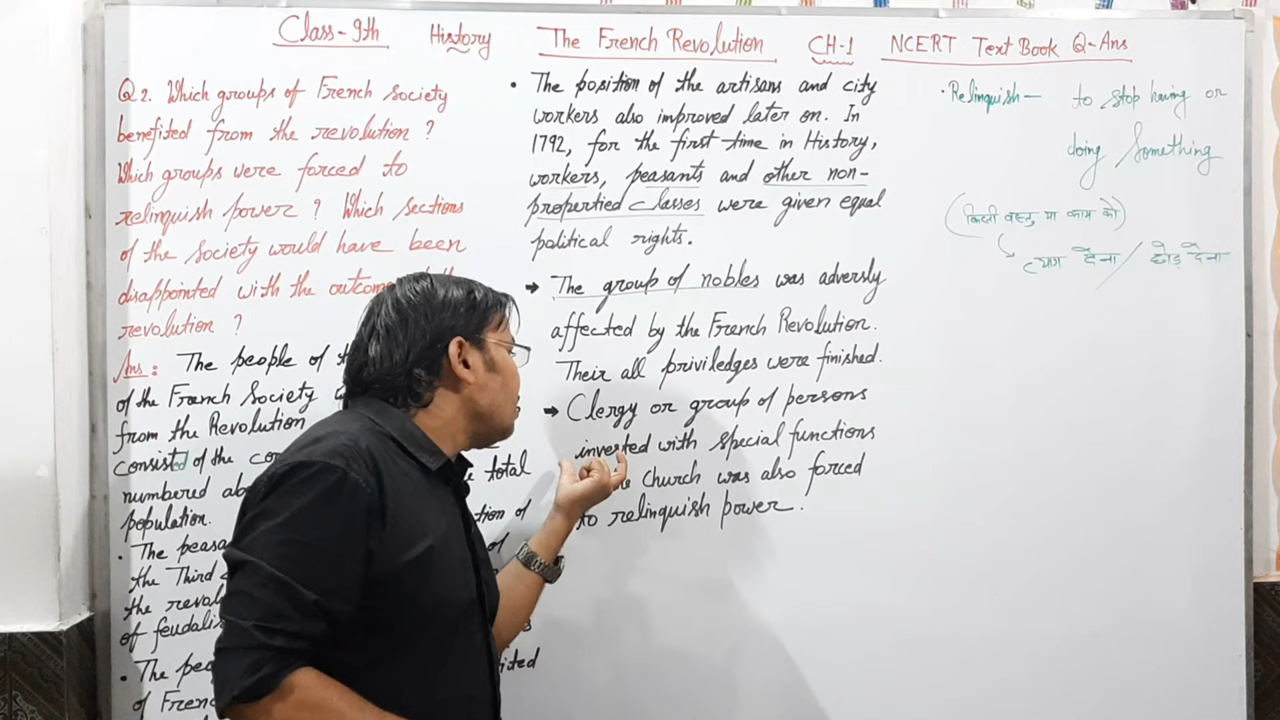 Class-9th History The French Revolution CH-1 NCERT Text Book Q-Ans
Q2. Which groups of French Society
benefited from the revolution ?
Which groups were forced to
relinquish power ? Which sections
of the Society would have been
disappointed with the
revolution ?
Ans: The people of
of the French Society
from the Revolution
consisted of the
numbered total
population.
• The
the Third of
the
of
• The
of
• The position of the artisans and city
workers also improved later on. In
1792, for the first time in History,
workers, peasants and other non-
propertied classes were given equal
political rights.
→ The group of nobles was adversly
affected by the French Revolution.
Their all priviledges were finished.
→ Clergy or group of persons
invested with special functions
Church was also forced
to relinquish power.
• Relinquish — to stop having or
doing something
(किसी वस्तु या काम को)
त्याग देना / छोड़ देना